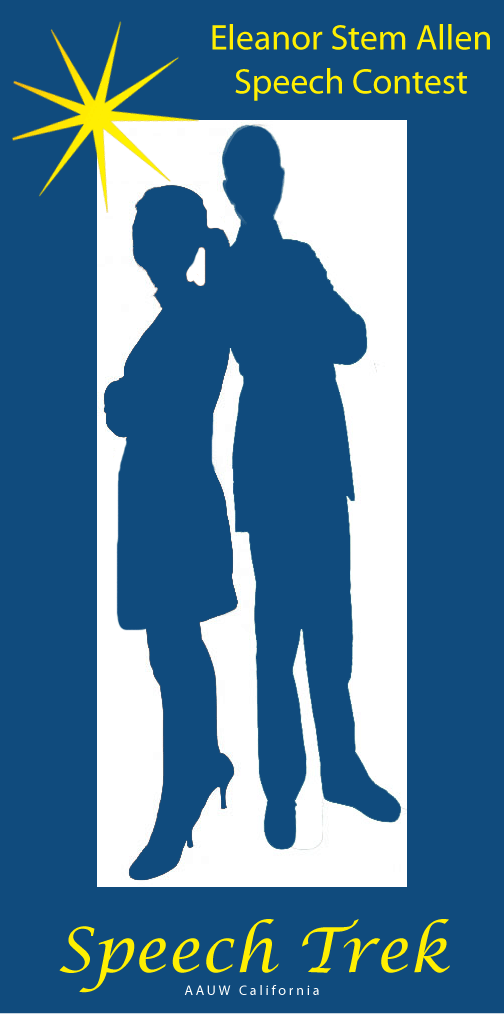 Eleanor Stem Allen
Speech Contest
Speech Trek
AAUW California